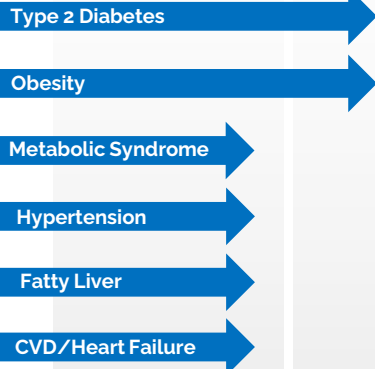 Type 2 Diabetes
Obesity
Metabolic Syndrome
Hypertension
Fatty Liver
CVD/Heart Failure